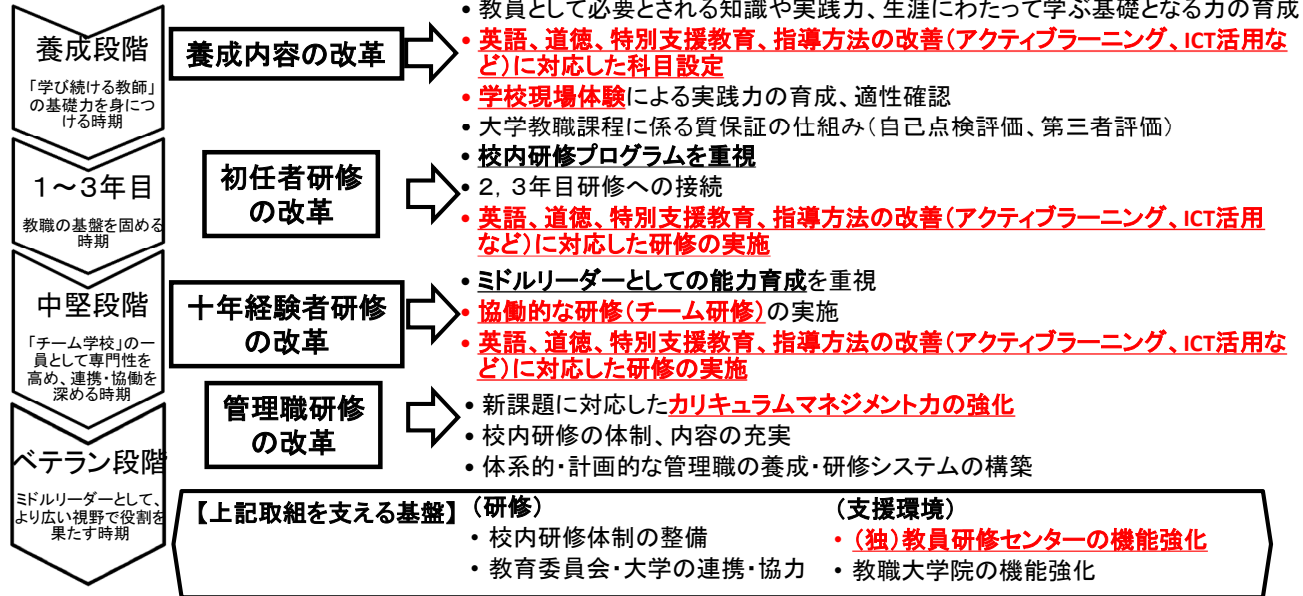 養成段階
「学び続ける教師」
の基礎力を身につ
ける時期
養成内容の改革
• 教員として必要とされる知識や実践力、生涯にわたって学ぶ基礎となる力の育成
• 英語、道徳、特別支援教育、指導方法の改善（アクティブラーニング、ICT活用な
ど）に対応した科目設定
• 学校現場体験による実践力の育成、適性確認
• 大学教職課程に係る質保証の仕組み（自己点検評価、第三者評価）
１～３年目
教職の基盤を固める
時期
初任者研修
の改革
• 校内研修プログラムを重視
• ２，３年目研修への接続
• 英語、道徳、特別支援教育、指導方法の改善（アクティブラーニング、ICT活用
など）に対応した研修の実施
中堅段階
「チーム学校」の一
員として専門性を
高め、連携・協働を
深める時期
十年経験者研修
の改革
• ミドルリーダーとしての能力育成を重視
• 協働的な研修（チーム研修）の実施
• 英語、道徳、特別支援教育、指導方法の改善（アクティブラーニング、ICT活用な
ど）に対応した研修の実施
管理職研修
の改革
• 新課題に対応したカリキュラムマネジメント力の強化
• 校内研修の体制、内容の充実
• 体系的・計画的な管理職の養成・研修システムの構築
ベテラン段階
ミドルリーダーとして、
より広い視野で役割を
果たす時期
【上記取組を支える基盤】
（研修）
• 校内研修体制の整備
• 教育委員会・大学の連携・協力
（支援環境）
• （独）教員研修センターの機能強化
• 教職大学院の機能強化